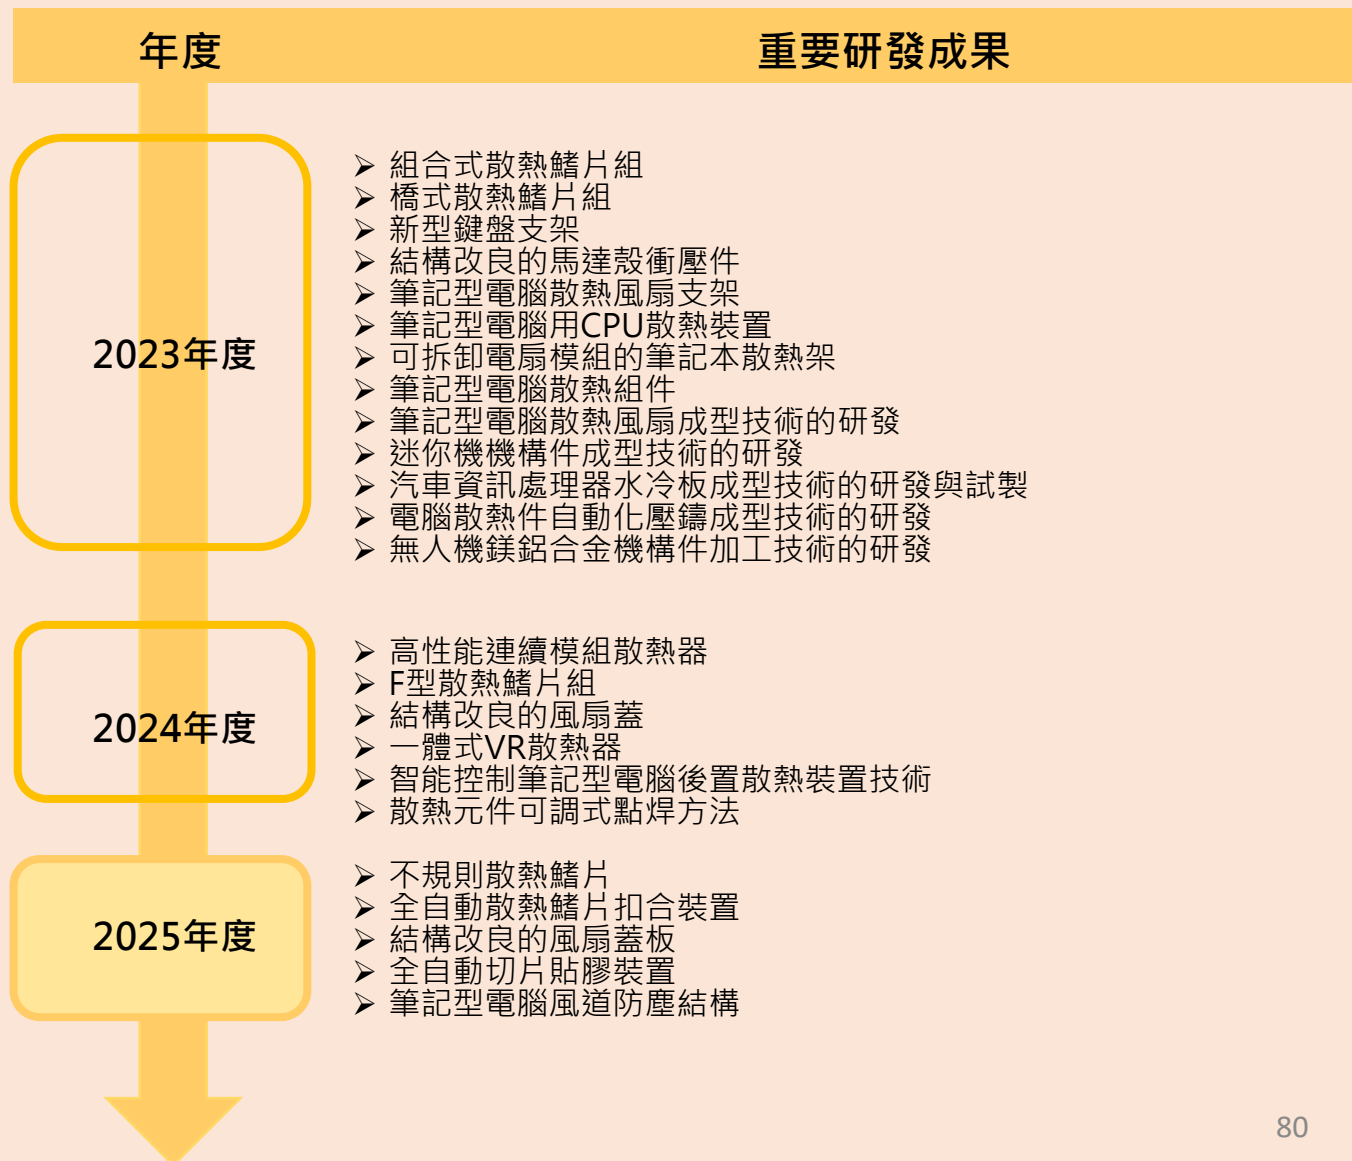 年度 重要研發成果
2023年度
➢ 組合式散熱鰭片組
➢ 橋式散熱鰭片組
➢ 新型鍵盤支架
➢ 結構改良的馬達殼衝壓件
➢ 筆記型電腦散熱風扇支架
➢ 筆記型電腦用CPU散熱裝置
➢ 可拆卸電扇模組的筆記本散熱架
➢ 筆記型電腦散熱組件
➢ 筆記型電腦散熱風扇成型技術的研發
➢ 迷你機機構件成型技術的研發
➢ 汽車資訊處理器水冷板成型技術的研發與試製
➢ 電腦散熱件自動化壓鑄成型技術的研發
➢ 無人機鎂鋁合金機構件加工技術的研發
2024年度
➢ 高性能連續模組散熱器
➢ F型散熱鰭片組
➢ 結構改良的風扇蓋
➢ 一體式VR散熱器
➢ 智能控制筆記型電腦後置散熱裝置技術
➢ 散熱元件可調式點焊方法
2025年度
➢ 不規則散熱鰭片
➢ 全自動散熱鰭片扣合裝置
➢ 結構改良的風扇蓋板
➢ 全自動切片貼膠裝置
➢ 筆記型電腦風道防塵結構
80